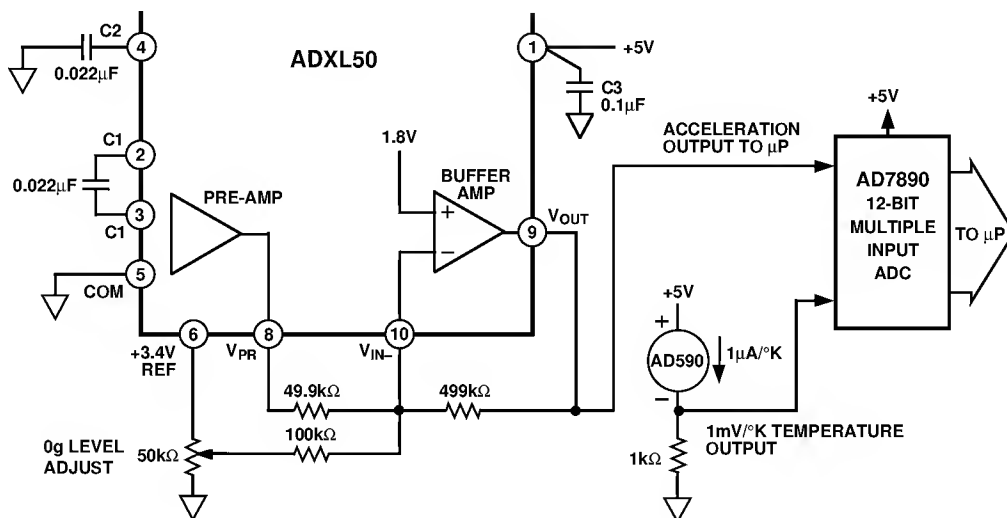 C2
4
0.022µF
ADXL50
1
+5V
C3
0.1µF
C1
2
0.022µF
3
C1
5
COM
PRE-AMP
1.8V
BUFFER
AMP
+
−
9
VOUT
6
+3.4V
REF
8
VPR
10
VIN–
49.9kΩ
499kΩ
100kΩ
0g LEVEL
ADJUST
50kΩ
ACCELERATION
OUTPUT TO µP
+5V
AD7890
12-BIT
MULTIPLE
INPUT
ADC
TO µP
+5V
+
AD590
−
1µA/°K
1mV/°K TEMPERATURE
OUTPUT
1kΩ